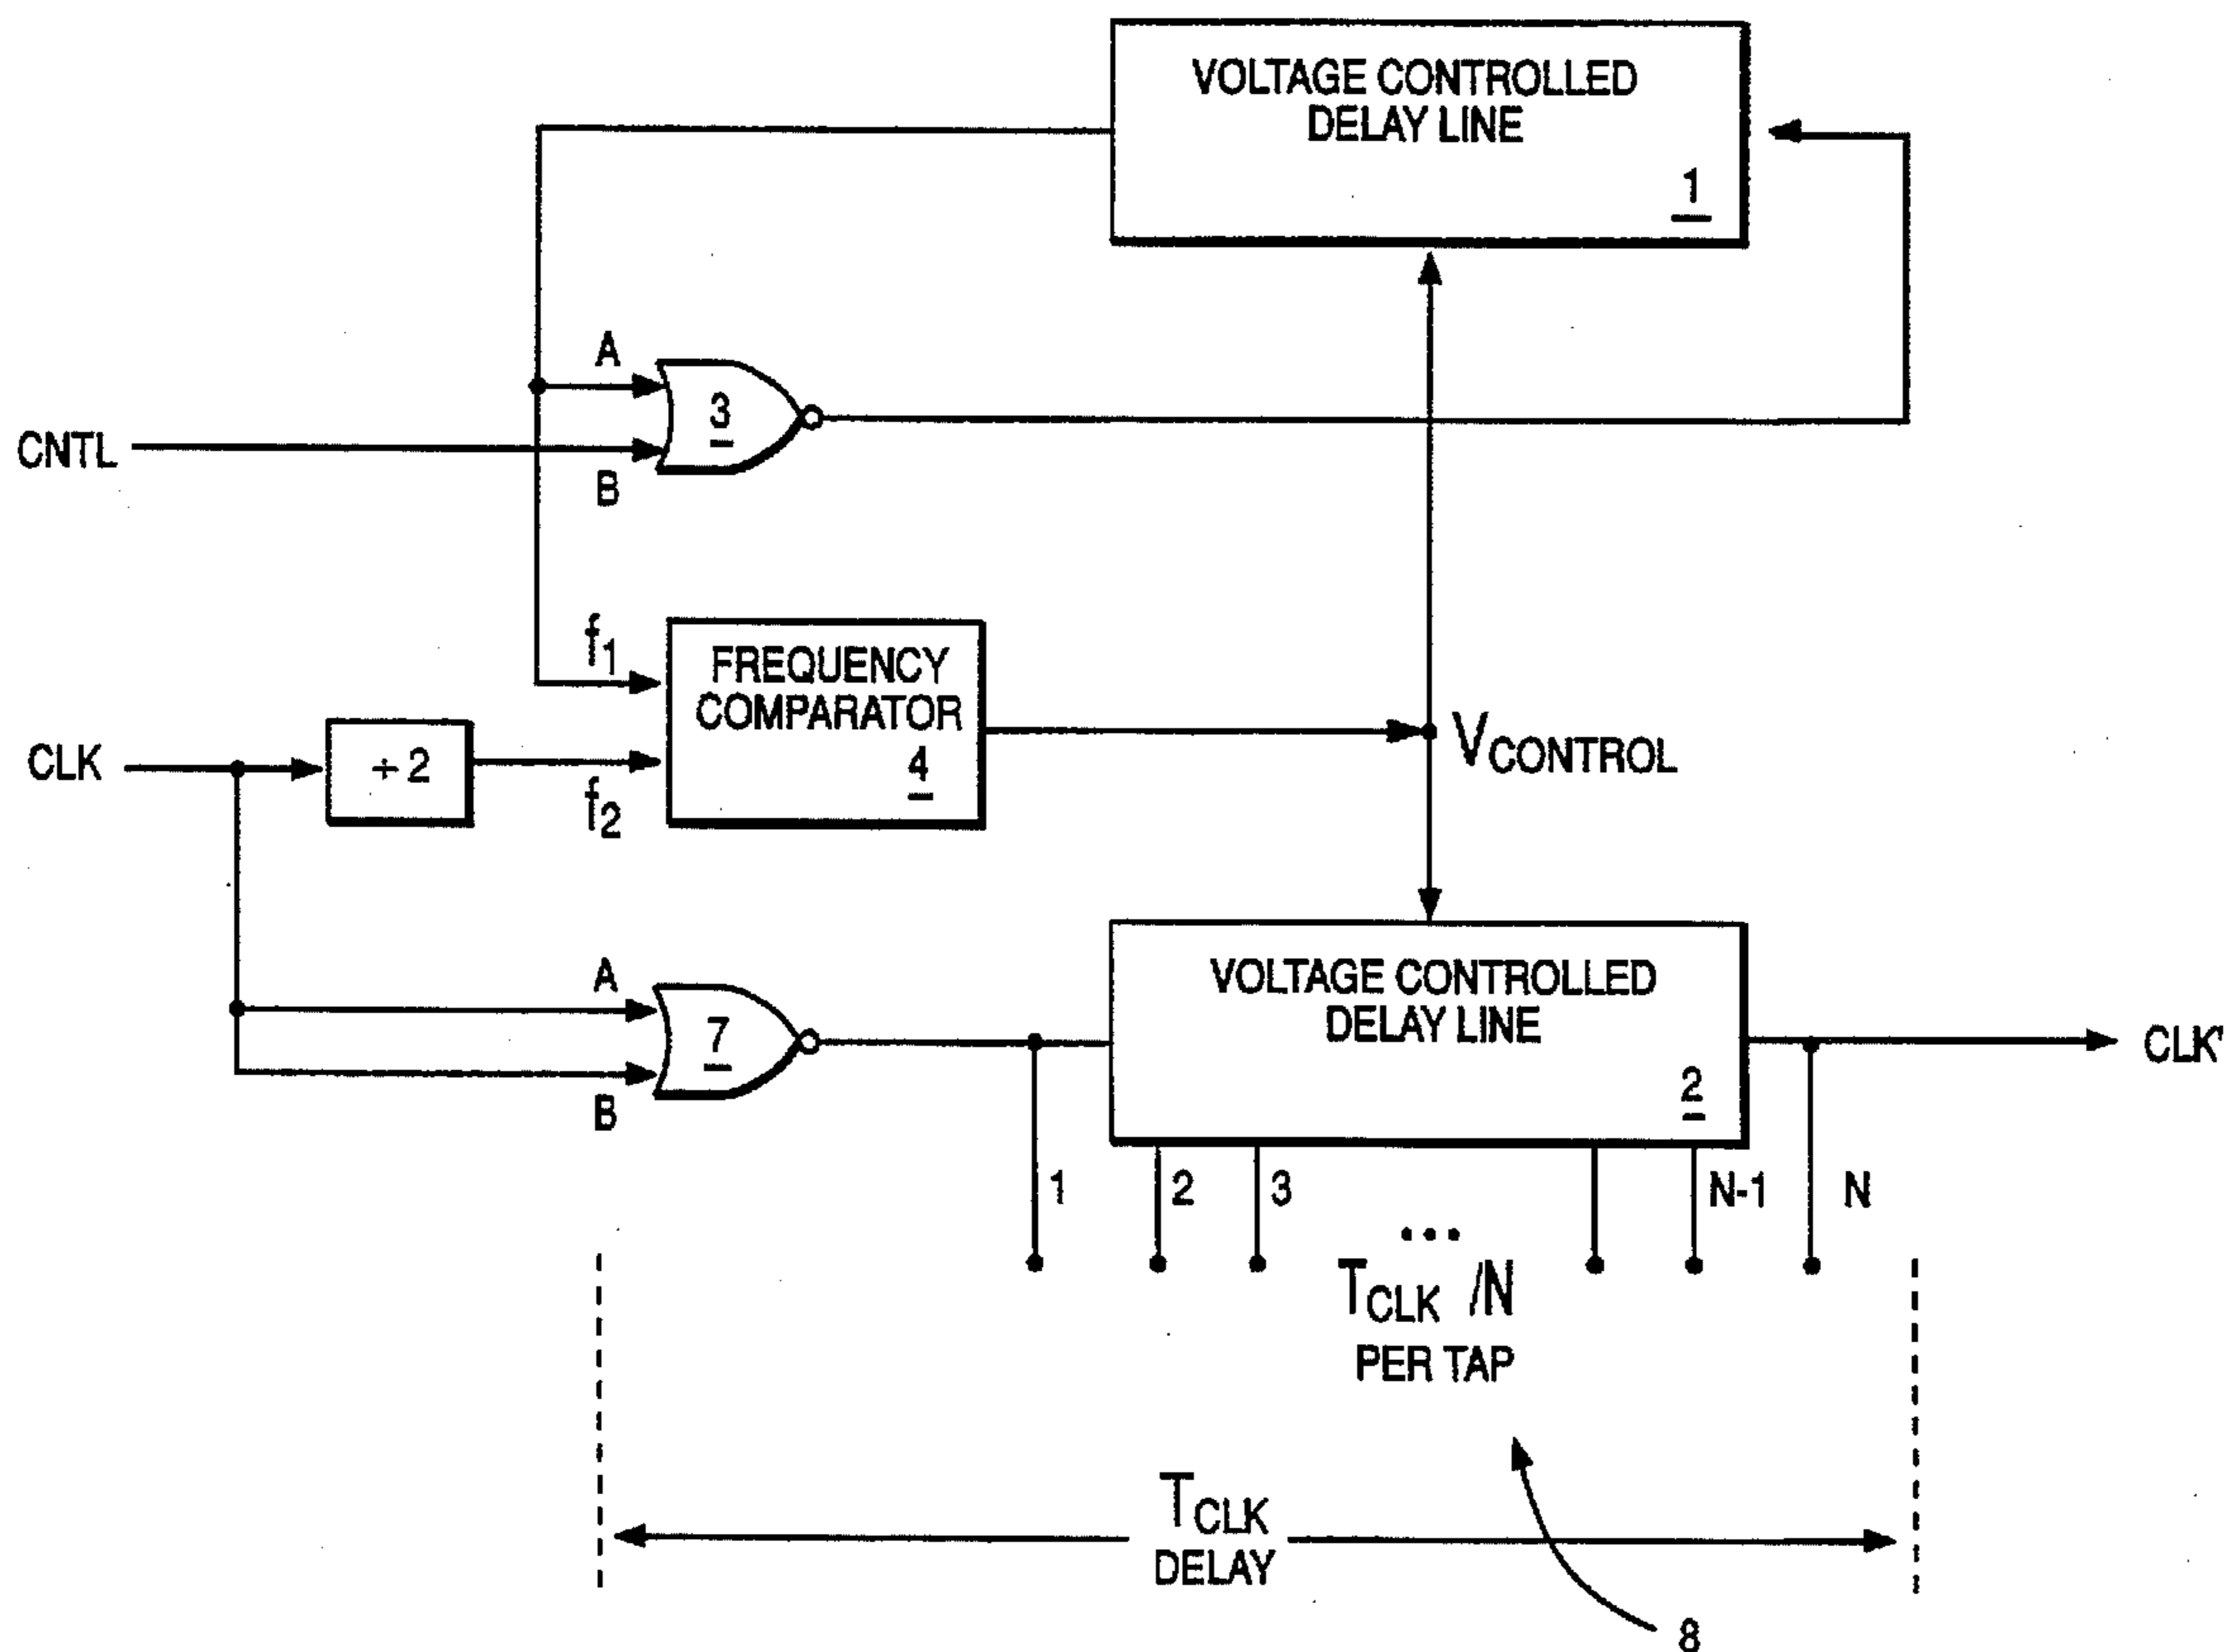 VOLTAGE CONTROLLED
DELAY LINE
1
A
3
CNTL
B
f1
FREQUENCY
COMPARATOR
4
CLK
÷2
f2
VCONTROL
A
7
B
VOLTAGE CONTROLLED
DELAY LINE
2
CLK'
1
2
3
N-1
N
...
TCLK /N
PER TAP
TCLK
DELAY
8